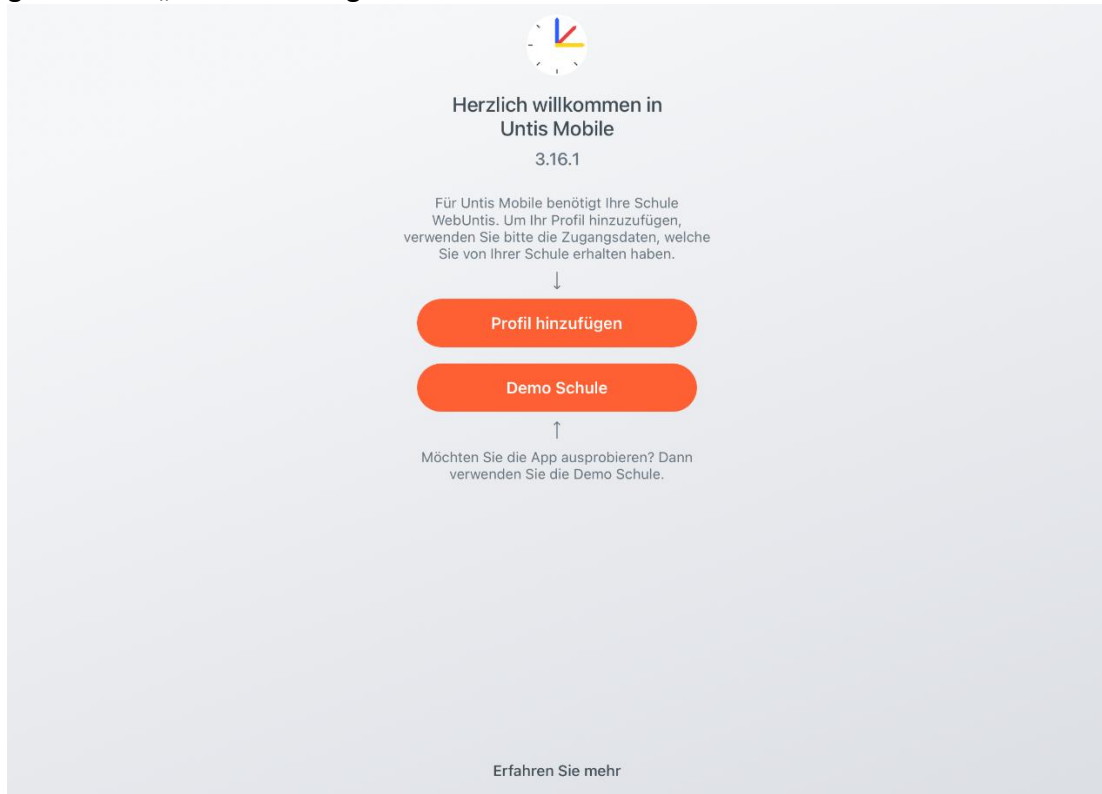 Herzlich willkommen in
Untis Mobile
3.16.1
Für Untis Mobile benötigt Ihre Schule
WebUntis. Um Ihr Profil hinzuzufügen,
verwenden Sie bitte die Zugangsdaten, welche
Sie von Ihrer Schule erhalten haben.
↓
Profil hinzufügen
Demo Schule
↑
Möchten Sie die App ausprobieren? Dann
verwenden Sie die Demo Schule.
Erfahren Sie mehr